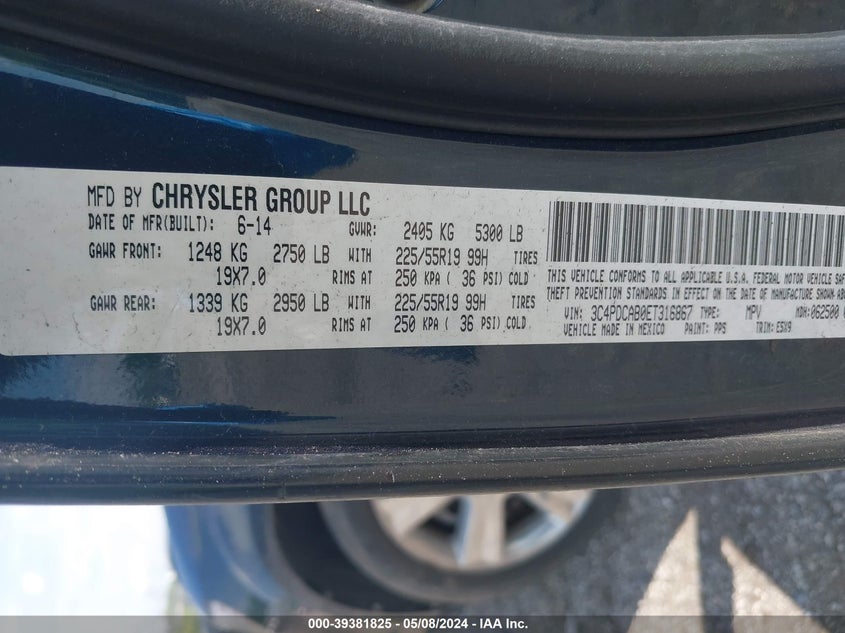 MFD BY CHRYSLER GROUP LLC
DATE OF MFR(BUILT): 6-14 GVWR: 2405 KG 5300 LB
GAWR FRONT: 1248 KG 2750 LB WITH 225/55R19 99H TIRES
19X7.0 RIMS AT 250 KPA ( 36 PSI) COLD
GAWR REAR: 1339 KG 2950 LB WITH 225/55R19 99H TIRES
19X7.0 RIMS AT 250 KPA ( 36 PSI) COLD
THIS VEHICLE CONFORMS TO ALL APPLICABLE U.S.A. FEDERAL MOTOR VEHICLE
THEFT PREVENTION STANDARDS IN EFFECT ON THE DATE OF MANUFACTURE SHOWN
VIN: 3C4PDCAB0ET316867 TYPE: MPV MDH: 062500
VEHICLE MADE IN MEXICO PAINT: PPS TRIM: E5X9
000-39381825 - 05/08/2024 - IAA Inc.